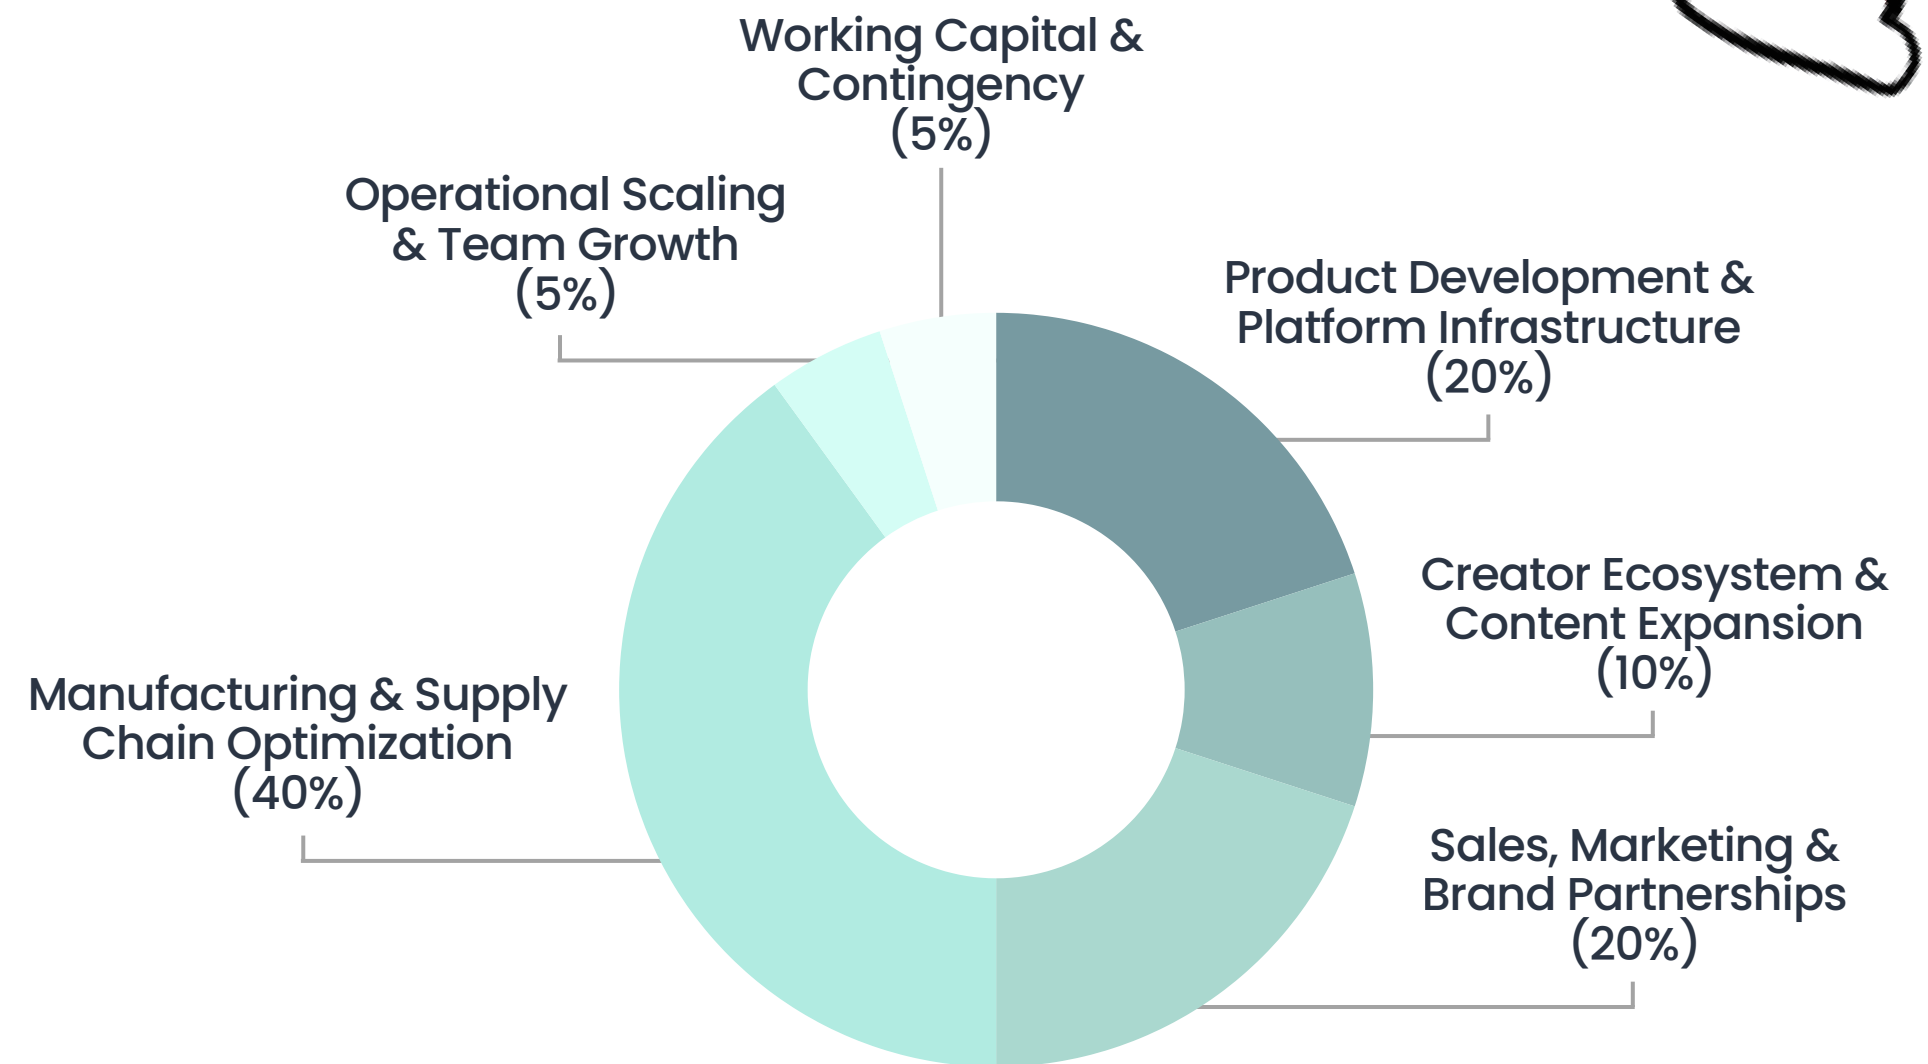 Working Capital &
Contingency
(5%)
Operational Scaling
& Team Growth
(5%)
Product Development &
Platform Infrastructure
(20%)
Creator Ecosystem &
Content Expansion
(10%)
Manufacturing & Supply
Chain Optimization
(40%)
Sales, Marketing &
Brand Partnerships
(20%)